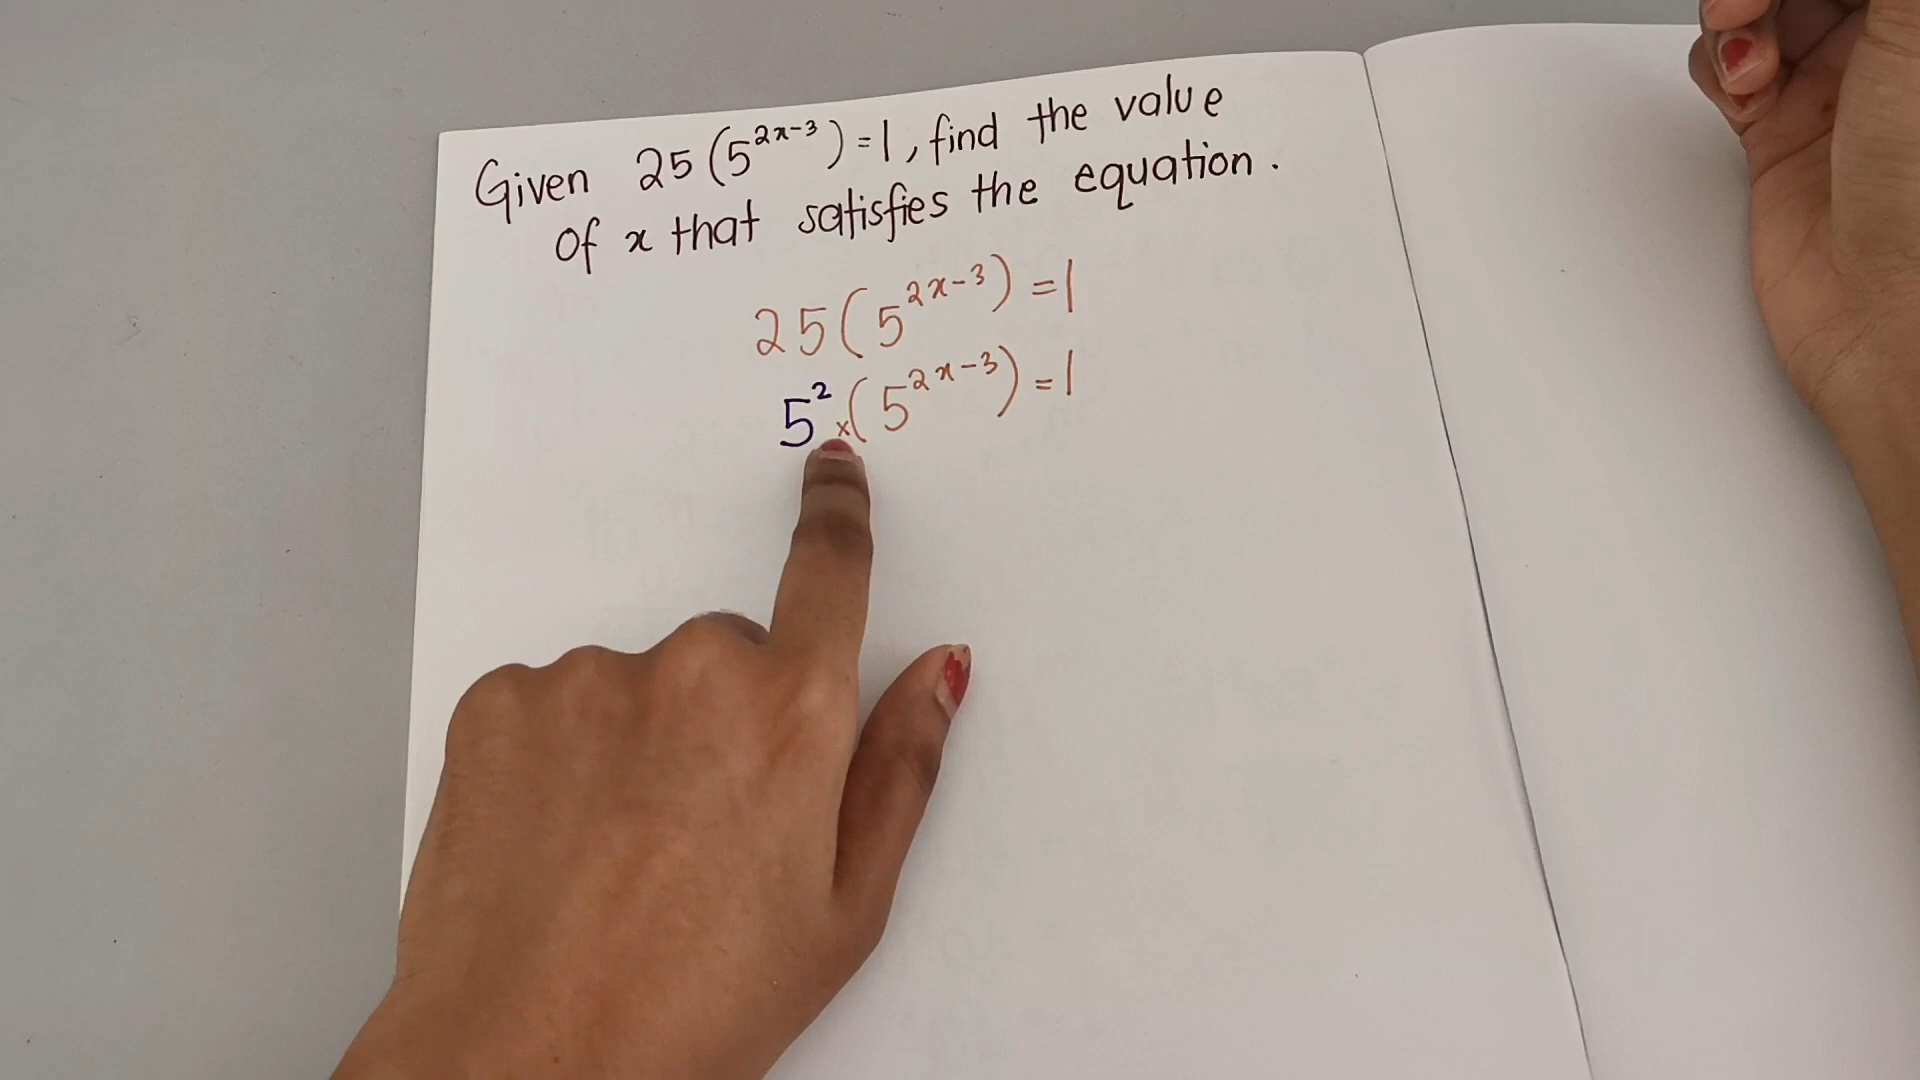 Given 25(5^{2x-3})=1, find the value
of x that satisfies the equation.
25(5^{2x-3})=1
5^2×(5^{2x-3})=1